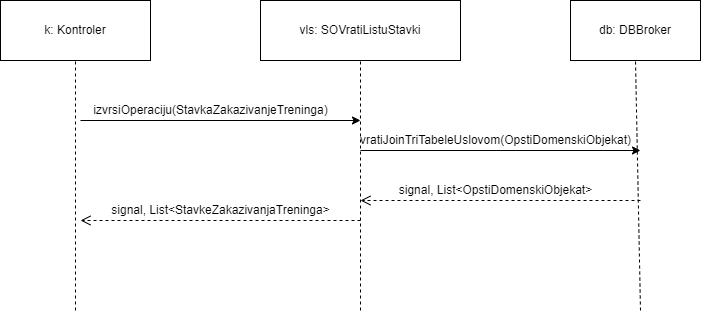 k: Kontroler
vls: SOVratiListuStavki
db: DBBroker
izvrsiOperaciju(StavkaZakazivanjeTreninga)
vratiJoinTriTabeleUslovom(OpstiDomenskiObjekat)
signal, List<OpstiDomenskiObjekat>
signal, List<StavkeZakazivanjaTreninga>